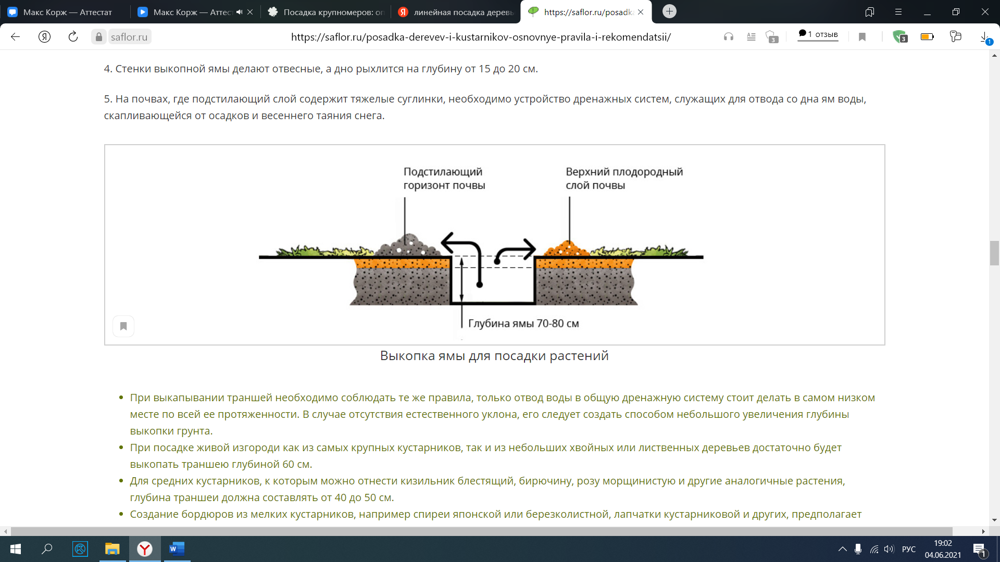 Макс Корж — Аттестат
Макс Корж — Аттес
Посадка крупномеров: оп
линейная посадка деревь
https://saflor.ru/posadka
saflor.ru
https://saflor.ru/posadka-derevev-i-kustarnikov-osnovnye-pravila-i-rekomendatsii/
3
1 отзыв
3
1
4. Стенки выкопной ямы делают отвесные, а дно рыхлится на глубину от 15 до 20 см.
5. На почвах, где подстилающий слой содержит тяжелые суглинки, необходимо устройство дренажных систем, служащих для отвода со дна ям воды,
скапливающейся от осадков и весеннего таяния снега.
Подстилающий
горизонт почвы
Верхний плодородный
слой почвы
Глубина ямы 70-80 см
Выкопка ямы для посадки растений
• При выкапывании траншей необходимо соблюдать те же правила, только отвод воды в общую дренажную систему стоит делать в самом низком
месте по всей ее протяженности. В случае отсутствия естественного уклона, его следует создать способом небольшого увеличения глубины
выкопки грунта.
• При посадке живой изгороди как из самых крупных кустарников, так и из небольших хвойных или лиственных деревьев достаточно будет
выкопать траншею глубиной 60 см.
• Для средних кустарников, к которым можно отнести кизильник блестящий, бирючину, розу морщинистую и другие аналогичные растения,
глубина траншеи должна составлять от 40 до 50 см.
• Создание бордюров из мелких кустарников, например спиреи японской или березколистной, лапчатки кустарниковой и других, предполагает
РУС
19:02
04.06.2021
1